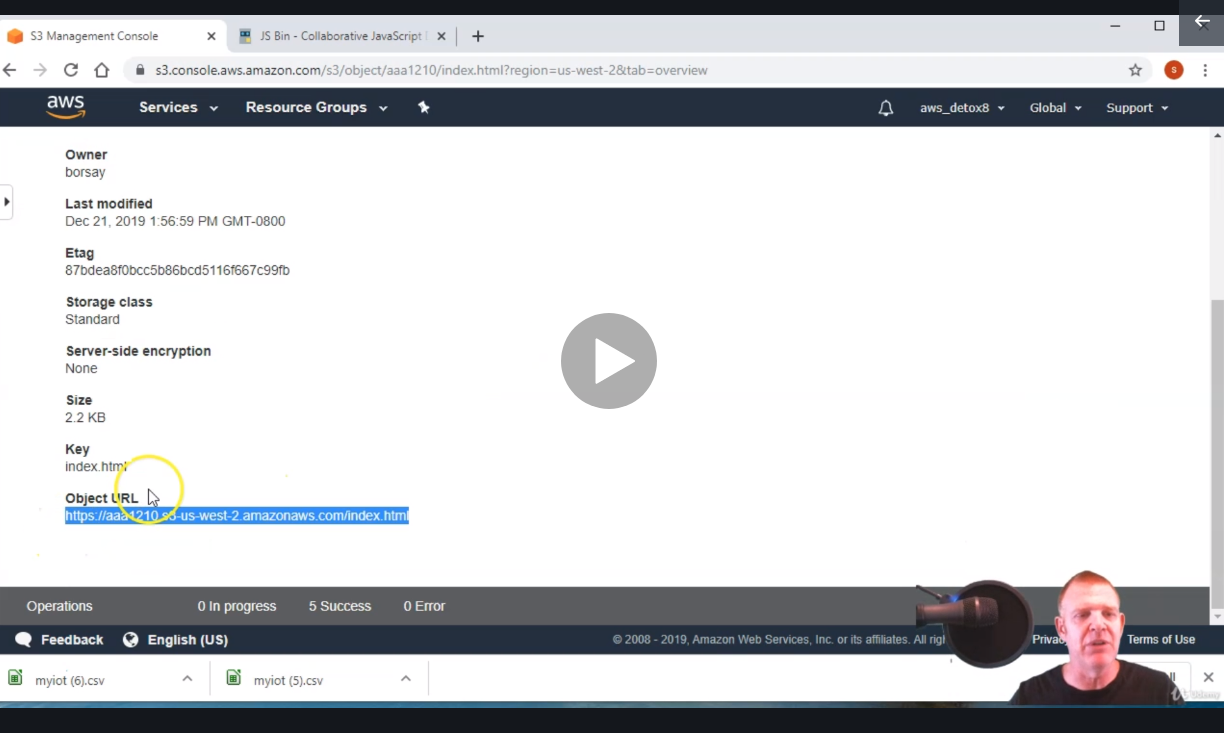 S3 Management Console
JS Bin - Collaborative JavaScript
s3.console.aws.amazon.com/s3/object/aaa1210/index.html?region=us-west-2&tab=overview
S
aws
Services
Resource Groups
aws_detox8
Global
Support
Owner
borsay
Last modified
Dec 21, 2019 1:56:59 PM GMT-0800
Etag
87bdea8f0bcc5b86bcd5116f667c99fb
Storage class
Standard
Server-side encryption
None
Size
2.2 KB
Key
index.html
Object URL
https://aaa1210.s3-us-west-2.amazonaws.com/index.html
Operations
0 In progress
5 Success
0 Error
Feedback
English (US)
© 2008 - 2019, Amazon Web Services, Inc. or its affiliates. All
Terms of Use
myiot (6).csv
myiot (5).csv
Udemy